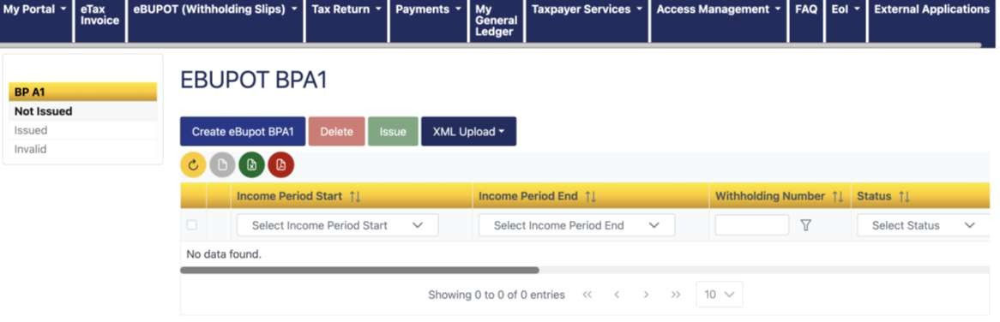 My Portal
eTax
Invoice
eBUPOT (Withholding Slips)
Tax Return
Payments
My
General
Ledger
Taxpayer Services
Access Management
FAQ
EoI
External Applications
BP A1
Not Issued
Issued
Invalid
EBUPOT BPA1
Create eBupot BPA1
Delete
Issue
XML Upload
Income Period Start
Income Period End
Withholding Number
Status
Select Income Period Start
Select Income Period End
Select Status
No data found.
Showing 0 to 0 of 0 entries
10